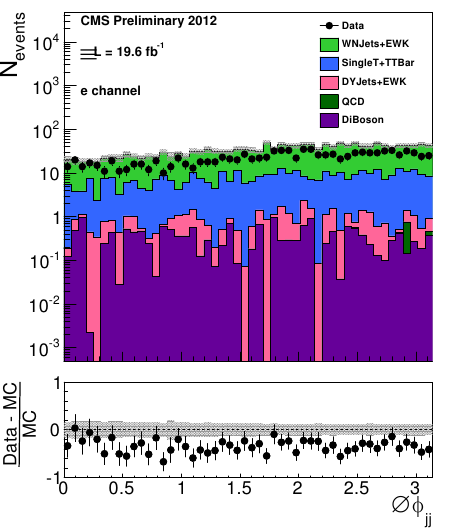 CMS Preliminary 2012
L = 19.6 fb⁻¹
e channel
Data
WNJets+EWK
SingleT+TTBar
DYJets+EWK
QCD
DiBoson
N_events
10⁴
10³
10²
10
1
10⁻¹
10⁻²
10⁻³
Data - MC
MC
1
0
-1
0 0.5 1 1.5 2 2.5 3
∅ϕ_jj